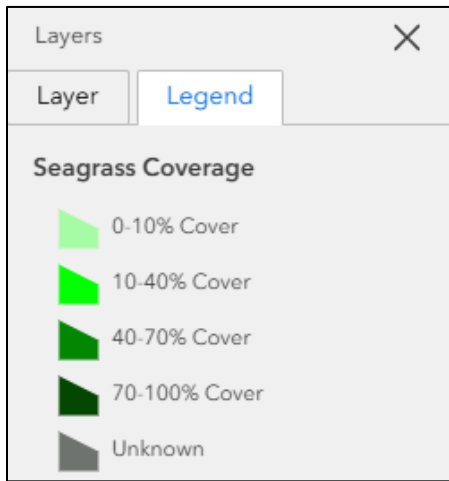 Layers
Layer Legend
Seagrass Coverage
0-10% Cover
10-40% Cover
40-70% Cover
70-100% Cover
Unknown